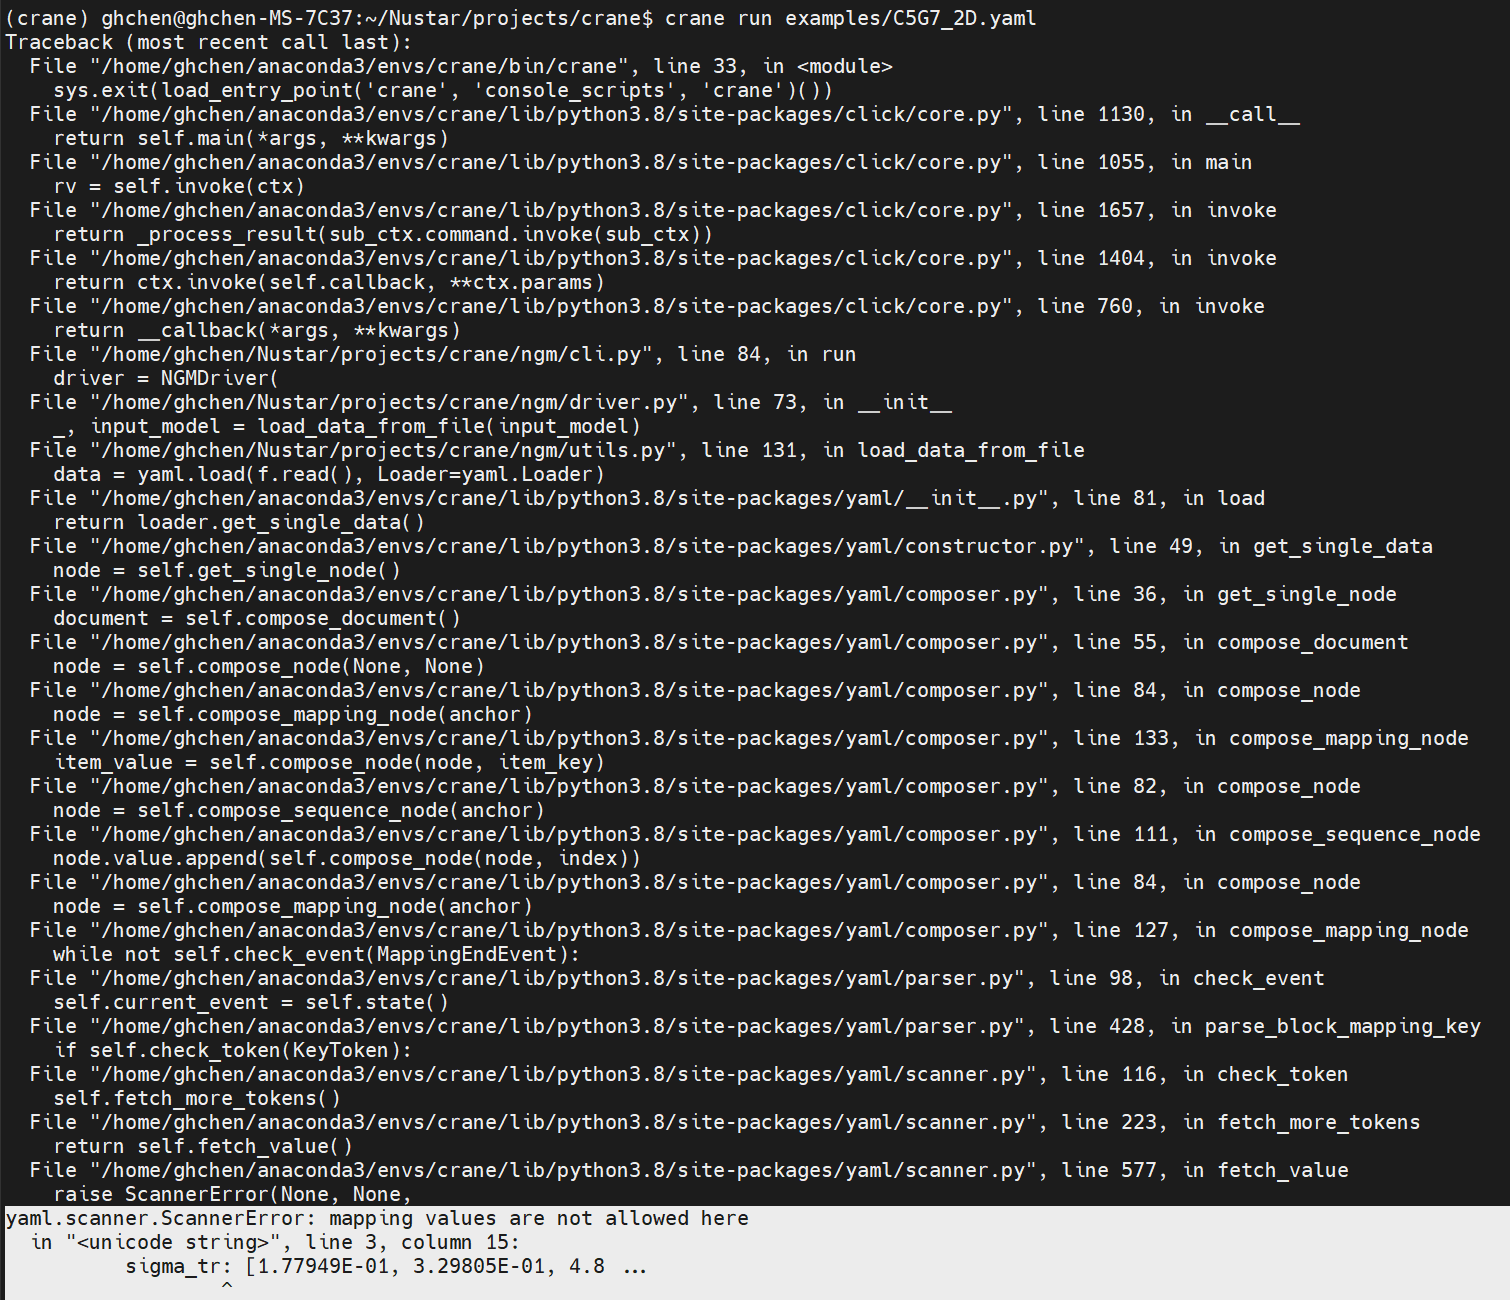 (crane) ghchen@ghchen-MS-7C37:~/Nustar/projects/crane$ crane run examples/C5G7_2D.yaml
Traceback (most recent call last):
  File "/home/ghchen/anaconda3/envs/crane/bin/crane", line 33, in <module>
    sys.exit(load_entry_point('crane', 'console_scripts', 'crane')())
  File "/home/ghchen/anaconda3/envs/crane/lib/python3.8/site-packages/click/core.py", line 1130, in __call__
    return self.main(*args, **kwargs)
  File "/home/ghchen/anaconda3/envs/crane/lib/python3.8/site-packages/click/core.py", line 1055, in main
    rv = self.invoke(ctx)
  File "/home/ghchen/anaconda3/envs/crane/lib/python3.8/site-packages/click/core.py", line 1657, in invoke
    return _process_result(sub_ctx.command.invoke(sub_ctx))
  File "/home/ghchen/anaconda3/envs/crane/lib/python3.8/site-packages/click/core.py", line 1404, in invoke
    return ctx.invoke(self.callback, **ctx.params)
  File "/home/ghchen/anaconda3/envs/crane/lib/python3.8/site-packages/click/core.py", line 760, in invoke
    return __callback(*args, **kwargs)
  File "/home/ghchen/Nustar/projects/crane/ngm/cli.py", line 84, in run
    driver = NGMDriver(
  File "/home/ghchen/Nustar/projects/crane/ngm/driver.py", line 73, in __init__
    _, input_model = load_data_from_file(input_model)
  File "/home/ghchen/Nustar/projects/crane/ngm/utils.py", line 131, in load_data_from_file
    data = yaml.load(f.read(), Loader=yaml.Loader)
  File "/home/ghchen/anaconda3/envs/crane/lib/python3.8/site-packages/yaml/__init__.py", line 81, in load
    return loader.get_single_data()
  File "/home/ghchen/anaconda3/envs/crane/lib/python3.8/site-packages/yaml/constructor.py", line 49, in get_single_data
    node = self.get_single_node()
  File "/home/ghchen/anaconda3/envs/crane/lib/python3.8/site-packages/yaml/composer.py", line 36, in get_single_node
    document = self.compose_document()
  File "/home/ghchen/anaconda3/envs/crane/lib/python3.8/site-packages/yaml/composer.py", line 55, in compose_document
    node = self.compose_node(None, None)
  File "/home/ghchen/anaconda3/envs/crane/lib/python3.8/site-packages/yaml/composer.py", line 84, in compose_node
    node = self.compose_mapping_node(anchor)
  File "/home/ghchen/anaconda3/envs/crane/lib/python3.8/site-packages/yaml/composer.py", line 133, in compose_mapping_node
    item_value = self.compose_node(node, item_key)
  File "/home/ghchen/anaconda3/envs/crane/lib/python3.8/site-packages/yaml/composer.py", line 82, in compose_node
    node = self.compose_sequence_node(anchor)
  File "/home/ghchen/anaconda3/envs/crane/lib/python3.8/site-packages/yaml/composer.py", line 111, in compose_sequence_node
    node.value.append(self.compose_node(node, index))
  File "/home/ghchen/anaconda3/envs/crane/lib/python3.8/site-packages/yaml/composer.py", line 84, in compose_node
    node = self.compose_mapping_node(anchor)
  File "/home/ghchen/anaconda3/envs/crane/lib/python3.8/site-packages/yaml/composer.py", line 127, in compose_mapping_node
    while not self.check_event(MappingEndEvent):
  File "/home/ghchen/anaconda3/envs/crane/lib/python3.8/site-packages/yaml/parser.py", line 98, in check_event
    self.current_event = self.state()
  File "/home/ghchen/anaconda3/envs/crane/lib/python3.8/site-packages/yaml/parser.py", line 428, in parse_block_mapping_key
    if self.check_token(KeyToken):
  File "/home/ghchen/anaconda3/envs/crane/lib/python3.8/site-packages/yaml/scanner.py", line 116, in check_token
    self.fetch_more_tokens()
  File "/home/ghchen/anaconda3/envs/crane/lib/python3.8/site-packages/yaml/scanner.py", line 223, in fetch_more_tokens
    return self.fetch_value()
  File "/home/ghchen/anaconda3/envs/crane/lib/python3.8/site-packages/yaml/scanner.py", line 577, in fetch_value
    raise ScannerError(None, None,
yaml.scanner.ScannerError: mapping values are not allowed here
  in "<unicode string>", line 3, column 15:
          sigma_tr: [1.77949E-01, 3.29805E-01, 4.8 ...
                  ^